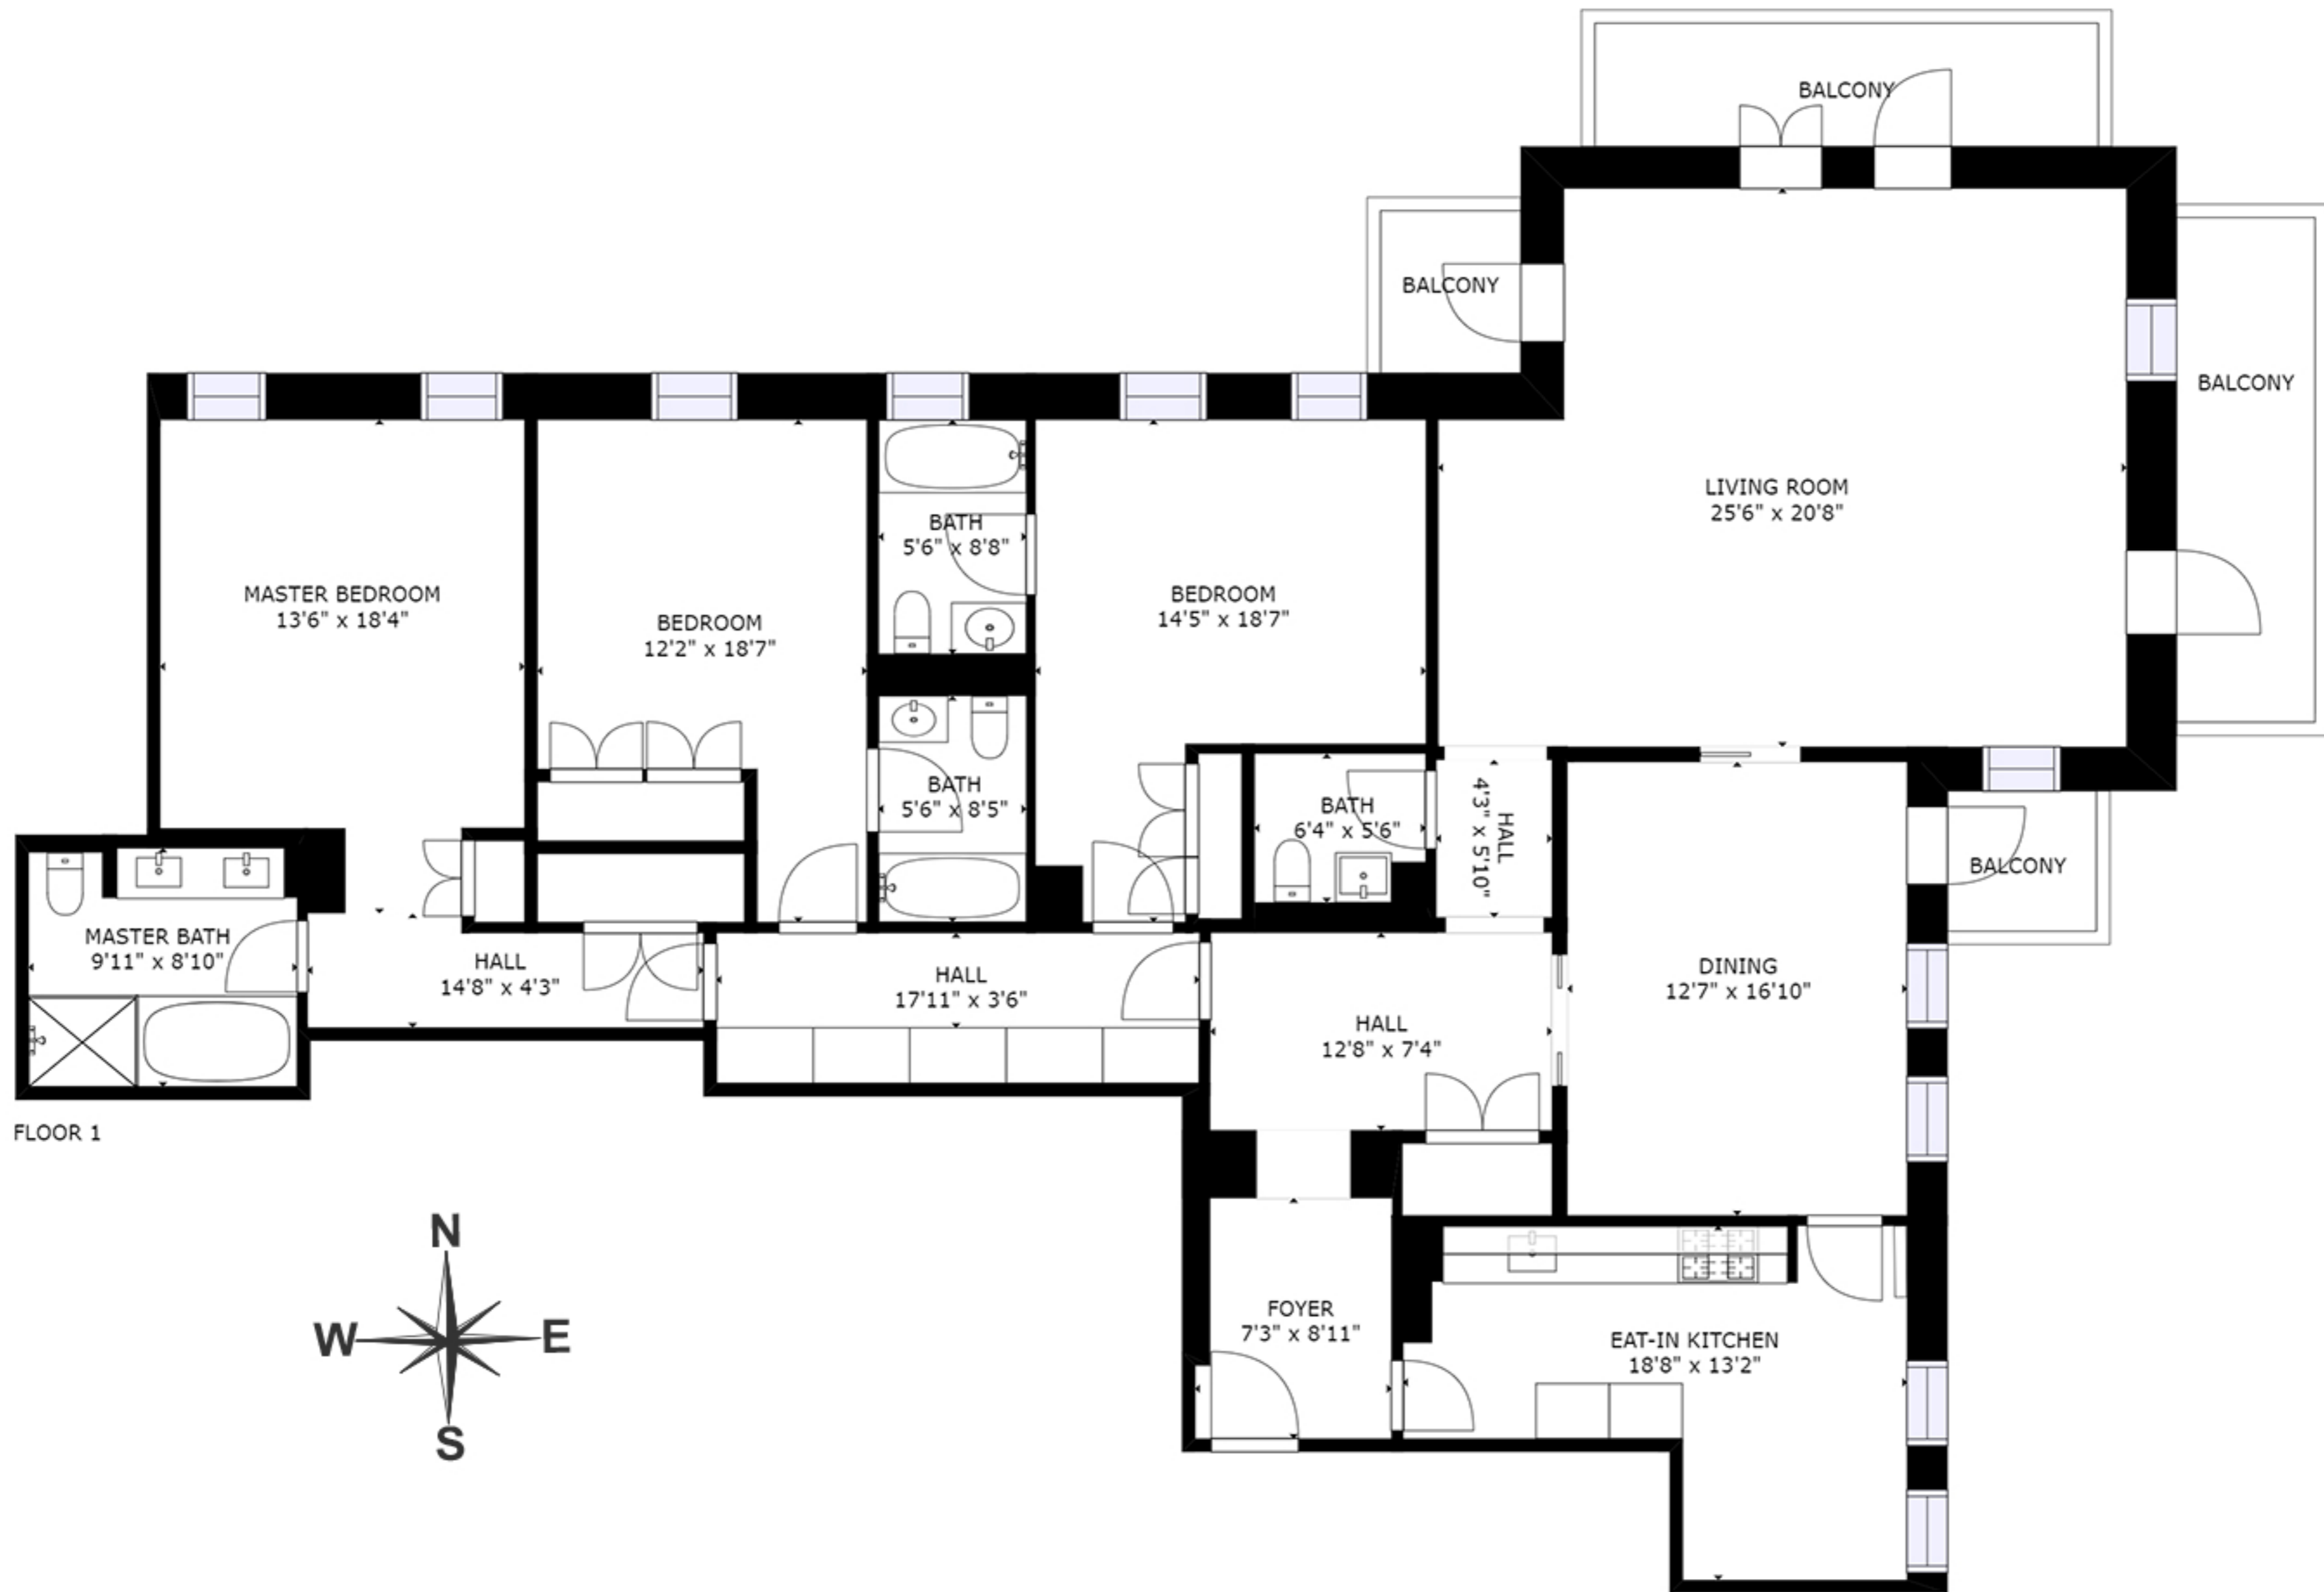 BALCONY
BALCONY
BALCONY
LIVING ROOM
25'6" x 20'8"
BATH
5'6" x 8'8"
MASTER BEDROOM
13'6" x 18'4"
BEDROOM
12'2" x 18'7"
BEDROOM
14'5" x 18'7"
BATH
5'6" x 8'5"
BATH
6'4" x 5'6"
HALL
4'3" x 5'10"
BALCONY
MASTER BATH
9'11" x 8'10"
HALL
14'8" x 4'3"
HALL
17'11" x 3'6"
HALL
12'8" x 7'4"
DINING
12'7" x 16'10"
FLOOR 1
N
W
E
S
FOYER
7'3" x 8'11"
EAT-IN KITCHEN
18'8" x 13'2"